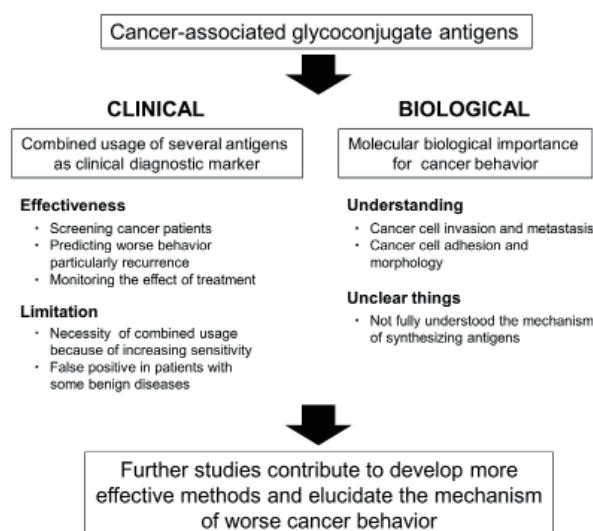 Cancer-associated glycoconjugate antigens
CLINICAL
Combined usage of several antigens
as clinical diagnostic marker
Effectiveness
・ Screening cancer patients
・ Predicting worse behavior
particularly recurrence
・ Monitoring the effect of treatment
Limitation
・ Necessity of combined usage
because of increasing sensitivity
・ False positive in patients with
some benign diseases
BIOLOGICAL
Molecular biological importance
for cancer behavior
Understanding
・ Cancer cell invasion and metastasis
・ Cancer cell adhesion and
morphology
Unclear things
・ Not fully understood the mechanism
of synthesizing antigens
Further studies contribute to develop more
effective methods and elucidate the mechanism
of worse cancer behavior